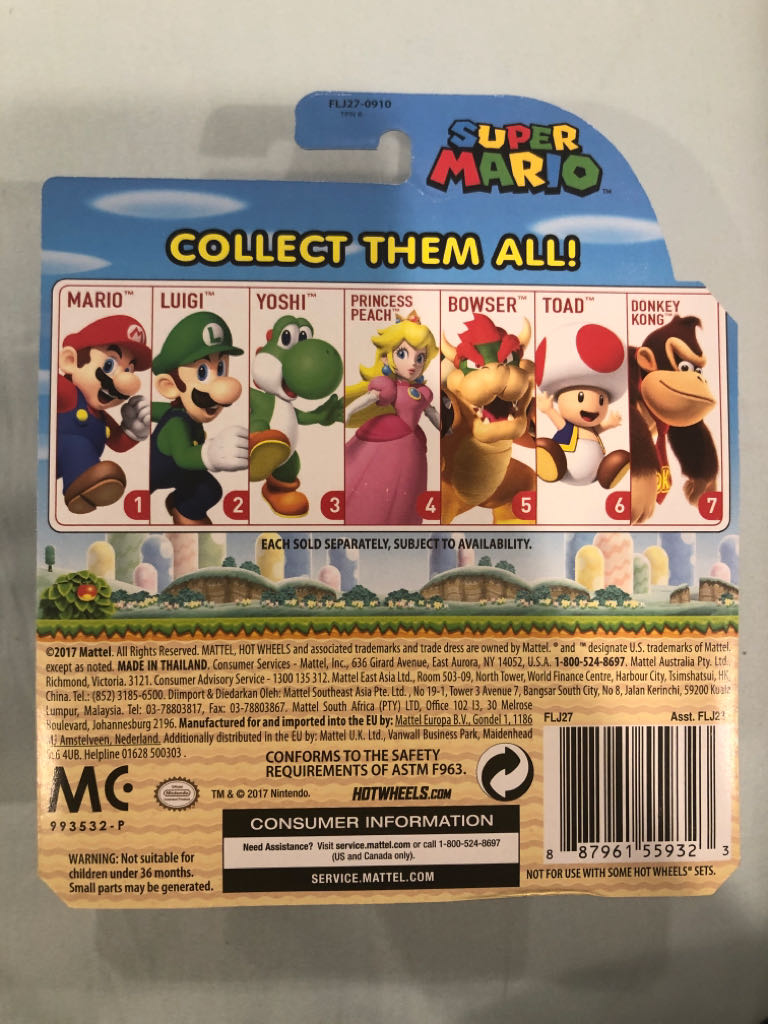 FLJ27-0910
SUPER
MARIO™
COLLECT THEM ALL!
MARIO™ LUIGI™ YOSHI™ PRINCESS PEACH™ BOWSER™ TOAD™ DONKEY KONG™
M L DK
1 2 3 4 5 6 7
EACH SOLD SEPARATELY, SUBJECT TO AVAILABILITY.
©2017 Mattel. All Rights Reserved. MATTEL, HOT WHEELS and associated trademarks and trade dress are owned by Mattel. ® and ™ designate U.S. trademarks of Mattel,
except as noted. MADE IN THAILAND. Consumer Services - Mattel, Inc., 636 Girard Avenue, East Aurora, NY 14052, U.S.A. 1-800-524-8697. Mattel Australia Pty. Ltd.,
Richmond, Victoria. 3121. Consumer Advisory Service - 1300 135 312. Mattel East Asia Ltd., Room 503-09, North Tower, World Finance Centre, Harbour City, Tsimshatsui, HK,
China. Tel.: (852) 3185-6500. Diimport & Diedarkan Oleh: Mattel Southeast Asia Pte. Ltd., No 19-1, Tower 3 Avenue 7, Bangsar South City, No 8, Jalan Kerinchi, 59200 Kuala
Lumpur, Malaysia. Tel: 03-78803817, Fax: 03-78803867. Mattel South Africa (PTY) LTD, Office 102 I3, 30 Melrose
Boulevard, Johannesburg 2196. Manufactured for and imported into the EU by: Mattel Europa B.V., Gondel 1, 1186
MJ Amstelveen, Nederland. Additionally distributed in the EU by: Mattel U.K. Ltd., Vanwall Business Park, Maidenhead
SL6 4UB. Helpline 01628 500303.
FLJ27 Asst. FLJ23
CONFORMS TO THE SAFETY
REQUIREMENTS OF ASTM F963.
MC
993532-P
Nintendo
TM & © 2017 Nintendo.
HOTWHEELS.COM
CONSUMER INFORMATION
Need Assistance? Visit service.mattel.com or call 1-800-524-8697
(US and Canada only).
SERVICE.MATTEL.COM
WARNING: Not suitable for
children under 36 months.
Small parts may be generated.
8 87961 55932 3
NOT FOR USE WITH SOME HOT WHEELS® SETS.